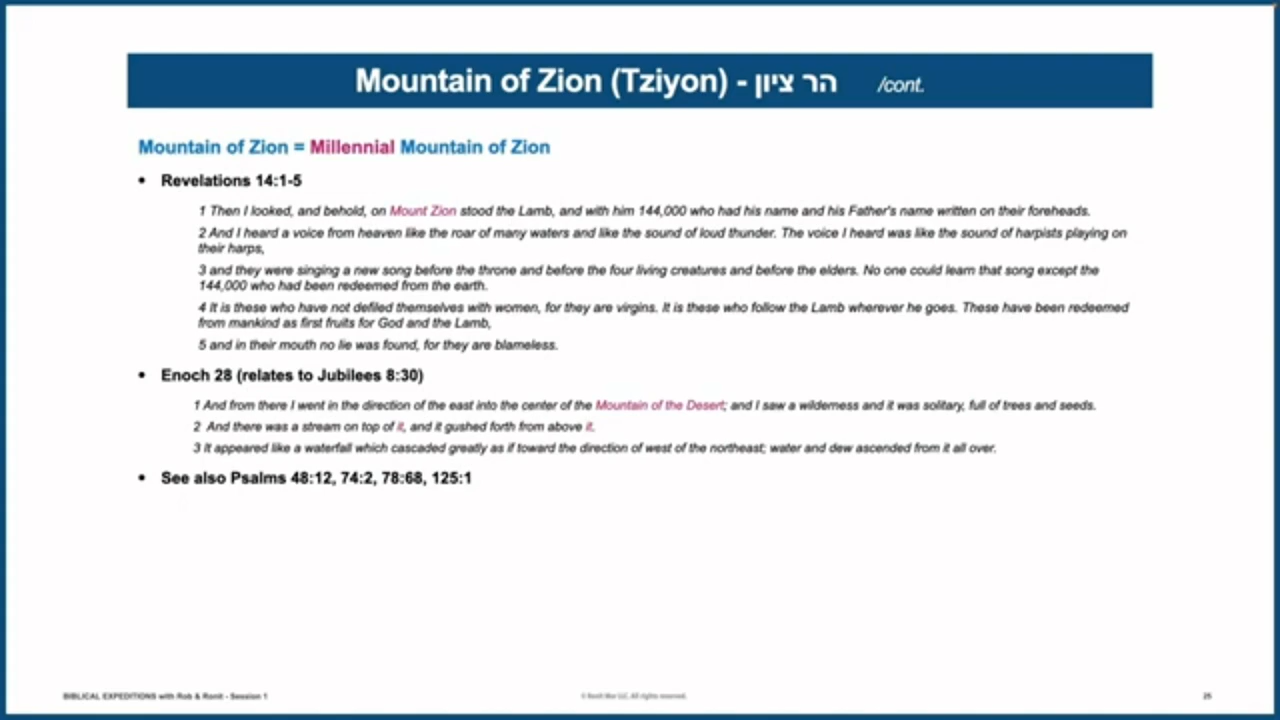 Mountain of Zion (Tziyon) - הר ציון /cont.
Mountain of Zion = Millennial Mountain of Zion
• Revelations 14:1-5
1 Then I looked, and behold, on Mount Zion stood the Lamb, and with him 144,000 who had his name and his Father's name written on their foreheads.
2 And I heard a voice from heaven like the roar of many waters and like the sound of loud thunder. The voice I heard was like the sound of harpists playing on
their harps,
3 and they were singing a new song before the throne and before the four living creatures and before the elders. No one could learn that song except the
144,000 who had been redeemed from the earth.
4 It is these who have not defiled themselves with women, for they are virgins. It is these who follow the Lamb wherever he goes. These have been redeemed
from mankind as first fruits for God and the Lamb,
5 and in their mouth no lie was found, for they are blameless.
• Enoch 28 (relates to Jubilees 8:30)
1 And from there I went in the direction of the east into the center of the Mountain of the Desert; and I saw a wilderness and it was solitary, full of trees and seeds.
2 And there was a stream on top of it, and it gushed forth from above it.
3 It appeared like a waterfall which cascaded greatly as if toward the direction of west of the northeast; water and dew ascended from it all over.
• See also Psalms 48:12, 74:2, 78:68, 125:1
BIBLICAL EXPEDITIONS with Rob & Ronit - Session 1
© Ronit LLC. All rights reserved.
25